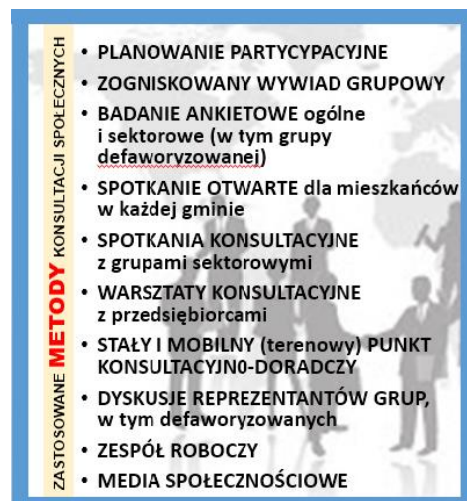 ZASTOSOWANE METODY KONSULTACJI SPOŁECZNYCH
• PLANOWANIE PARTYCYPACYJNE
• ZOGNISKOWANY WYWIAD GRUPOWY
• BADANIE ANKIETOWE ogólne
i sektorowe (w tym grupy
defaworyzowanej)
• SPOTKANIE OTWARTE dla mieszkańców
w każdej gminie
• SPOTKANIA KONSULTACYJNE
z grupami sektorowymi
• WARSZTATY KONSULTACYJNE
z przedsiębiorcami
• STAŁY I MOBILNY (terenowy) PUNKT
KONSULTACYJN0-DORADCZY
• DYSKUSJE REPREZENTANTÓW GRUP,
w tym defaworyzowanych
• ZESPÓŁ ROBOCZY
• MEDIA SPOŁECZNOŚCIOWE